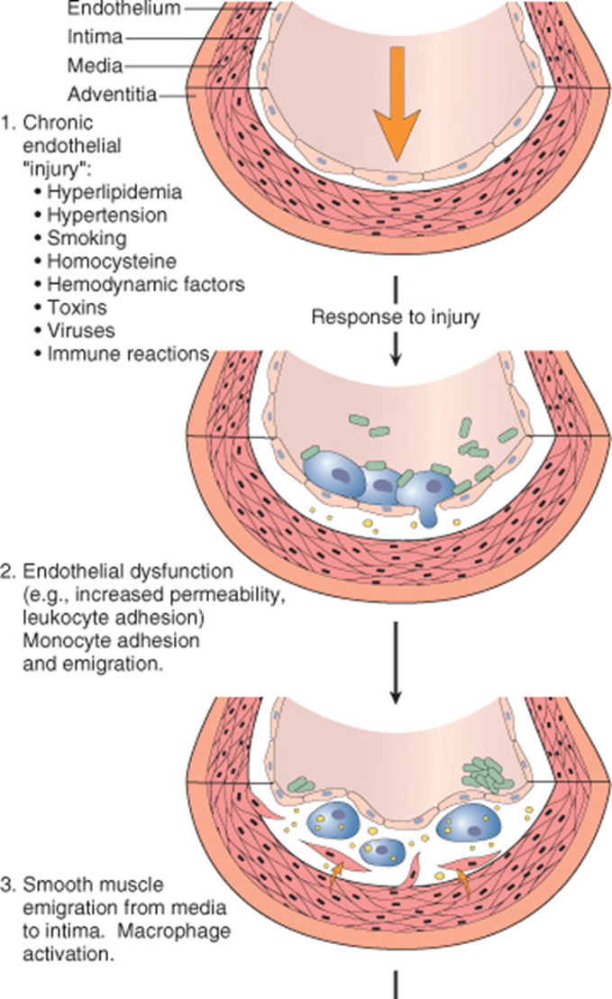 Endothelium
Intima
Media
Adventitia
1. Chronic
endothelial
"injury":
• Hyperlipidemia
• Hypertension
• Smoking
• Homocysteine
• Hemodynamic factors
• Toxins
• Viruses
• Immune reactions
Response to injury
2. Endothelial dysfunction
(e.g., increased permeability,
leukocyte adhesion)
Monocyte adhesion
and emigration.
3. Smooth muscle
emigration from media
to intima. Macrophage
activation.